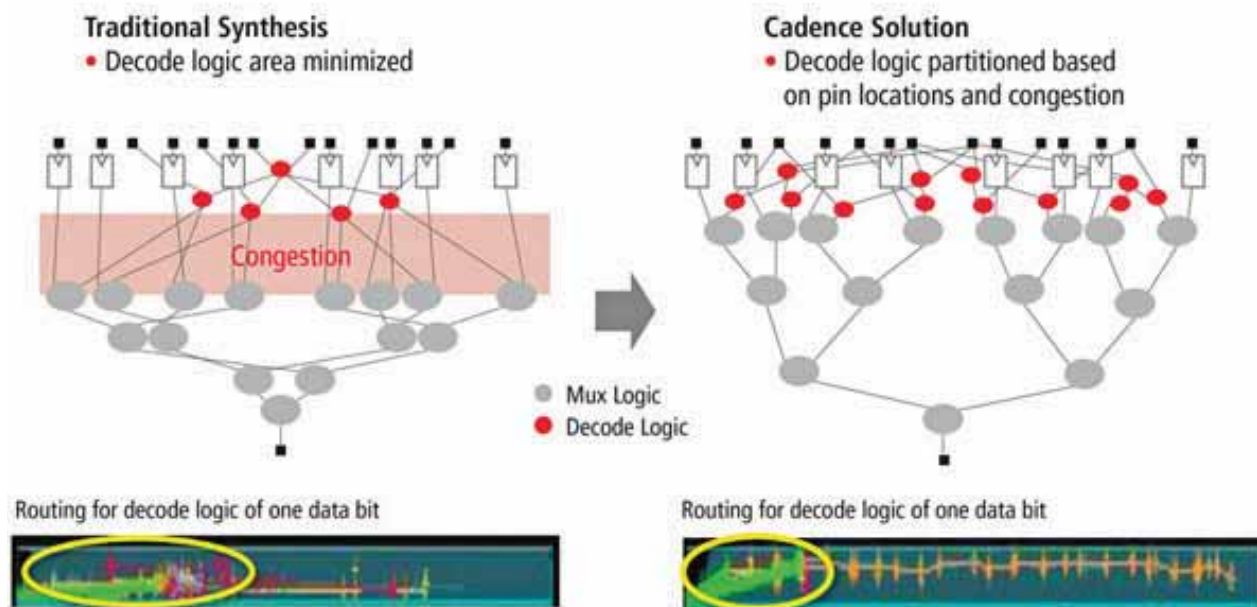 Traditional Synthesis
• Decode logic area minimized
Cadence Solution
• Decode logic partitioned based
on pin locations and congestion
Congestion
Mux Logic
Decode Logic
Routing for decode logic of one data bit
Routing for decode logic of one data bit